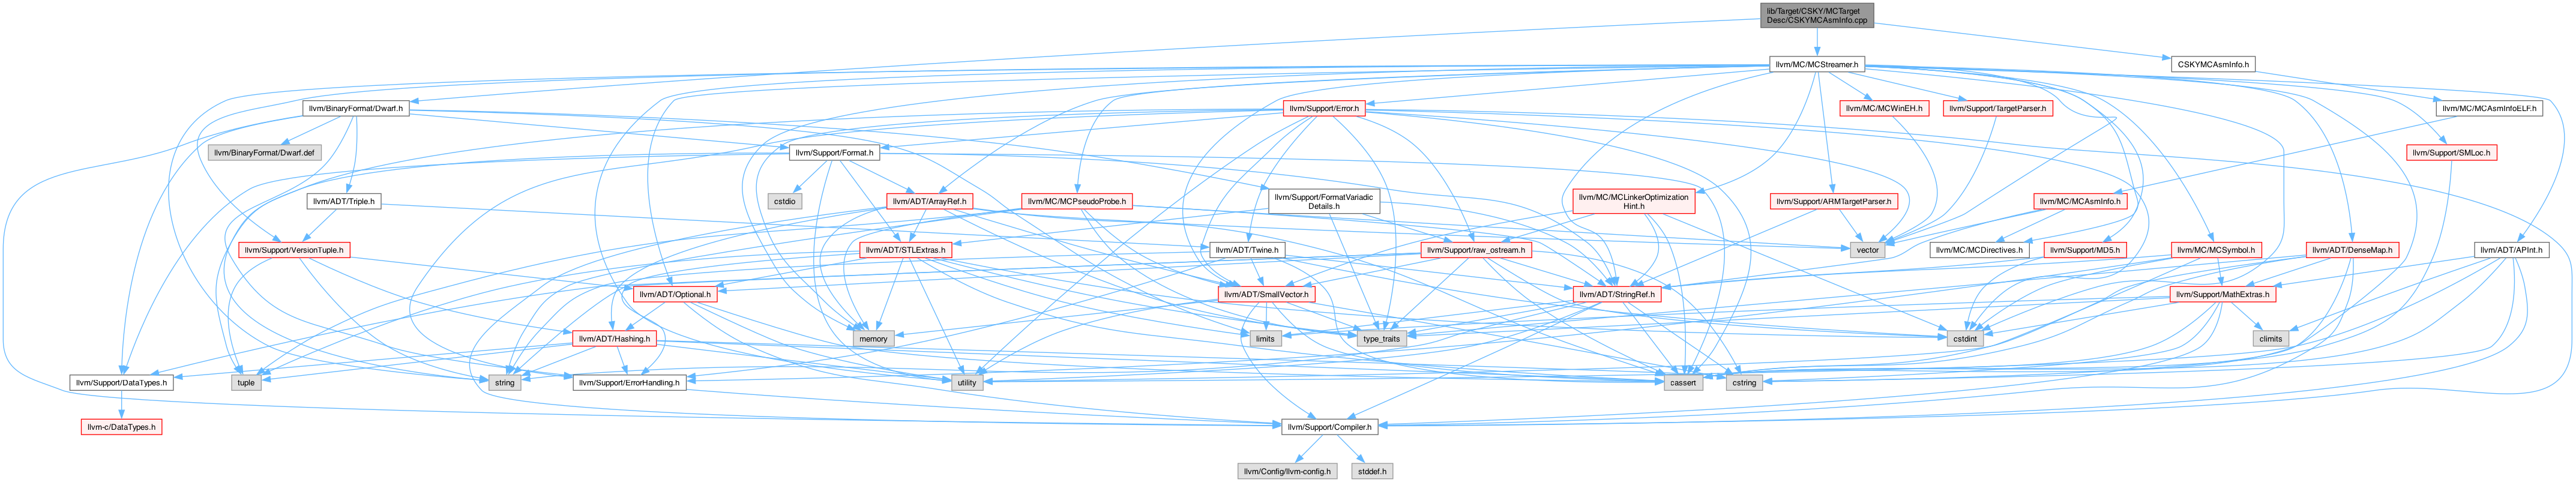 lib/Target/CSKY/MCTarget
Desc/CSKYMCAsmInfo.cpp
llvm/MC/MCStreamer.h
CSKYMCAsmInfo.h
llvm/BinaryFormat/Dwarf.h
llvm/Support/Error.h
llvm/MC/MCWinEH.h
llvm/Support/TargetParser.h
llvm/MC/MCAsmInfoELF.h
llvm/BinaryFormat/Dwarf.def
llvm/Support/Format.h
llvm/Support/SMLoc.h
llvm/ADT/Triple.h
cstdio
llvm/ADT/ArrayRef.h
llvm/MC/MCPseudoProbe.h
llvm/Support/FormatVariadic
Details.h
llvm/MC/MCLinkerOptimization
Hint.h
llvm/Support/ARMTargetParser.h
llvm/MC/MCAsmInfo.h
llvm/Support/VersionTuple.h
llvm/ADT/STLExtras.h
llvm/ADT/Twine.h
llvm/Support/raw_ostream.h
vector
llvm/MC/MCDirectives.h
llvm/Support/MD5.h
llvm/MC/MCSymbol.h
llvm/ADT/DenseMap.h
llvm/ADT/APInt.h
llvm/ADT/Optional.h
llvm/ADT/SmallVector.h
llvm/ADT/StringRef.h
llvm/Support/MathExtras.h
llvm/ADT/Hashing.h
memory
limits
type_traits
cstdint
climits
llvm/Support/DataTypes.h
tuple
string
llvm/Support/ErrorHandling.h
utility
cassert
cstring
llvm-c/DataTypes.h
llvm/Support/Compiler.h
llvm/Config/llvm-config.h
stddef.h